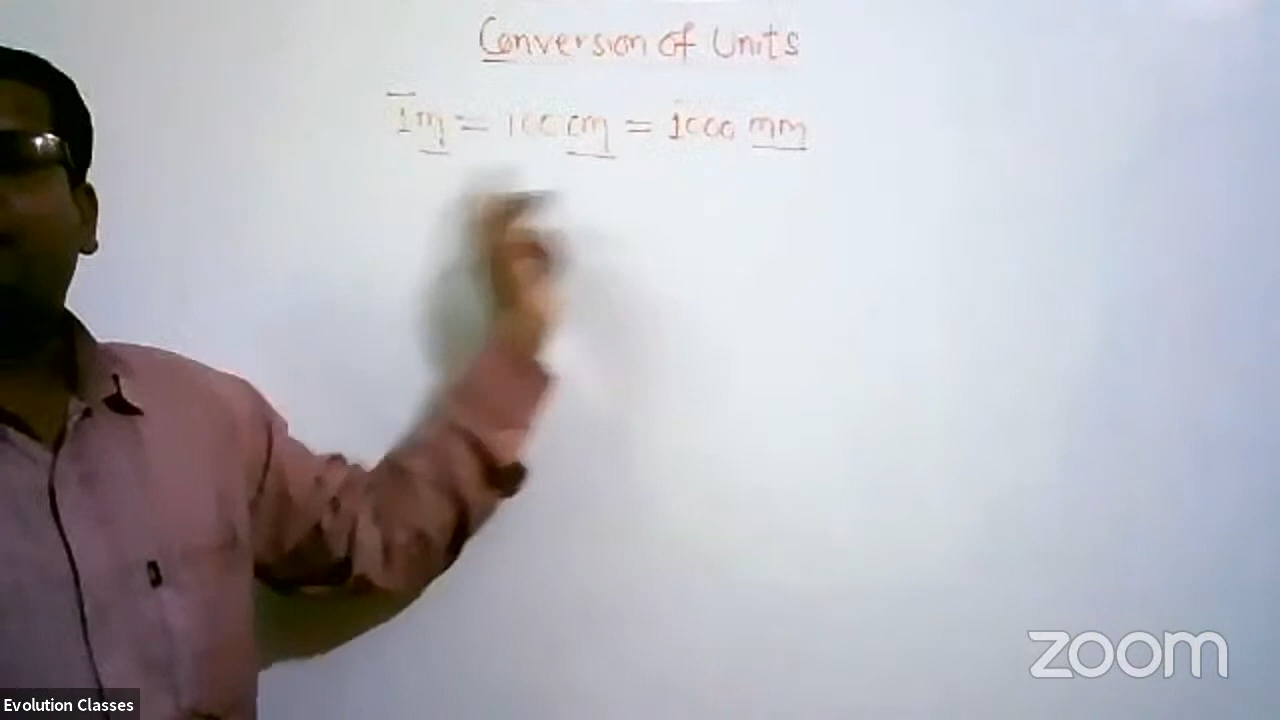 Conversion of Units
1m = 100 cm = 1000 mm
zoom
Evolution Classes